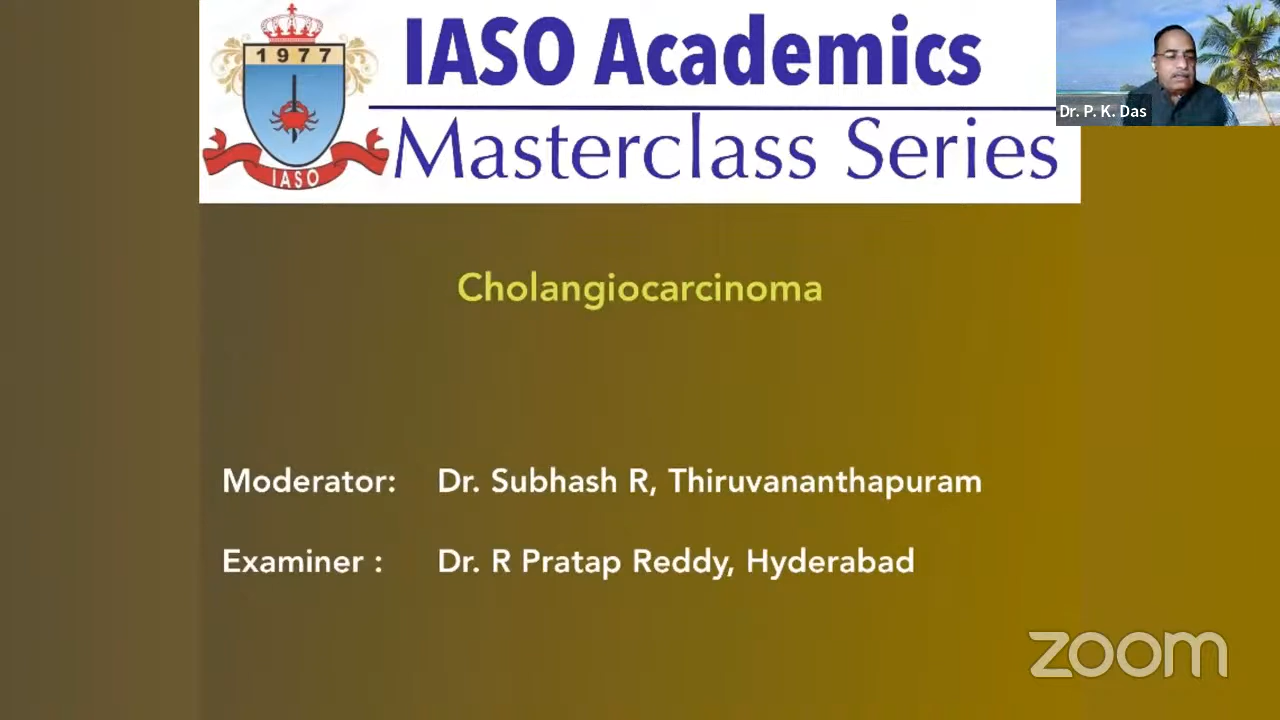 1977
IASO
IASO Academics
Masterclass Series
Dr. P. K. Das
Cholangiocarcinoma
Moderator: Dr. Subhash R, Thiruvananthapuram
Examiner : Dr. R Pratap Reddy, Hyderabad
zoom